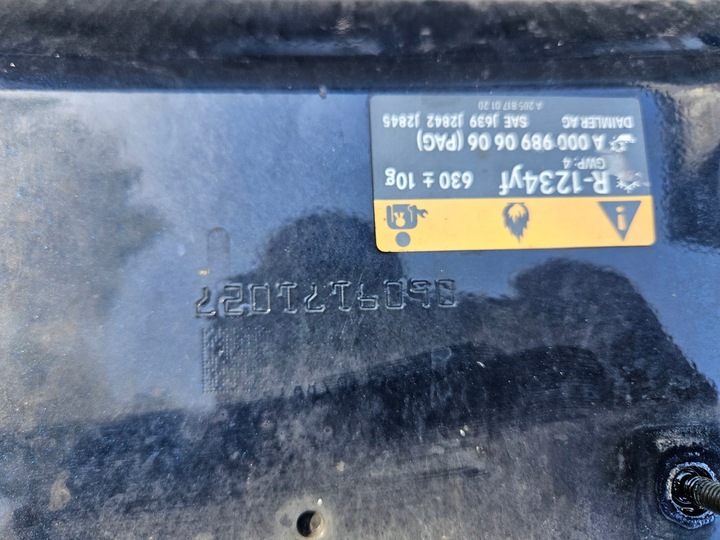 R-1234yf 630 ± 10g
GWP: 4
A 000 989 06 06 (PAG)
DAIMLER AG SAE J639 J2842 J2845
A 205 817 01 20